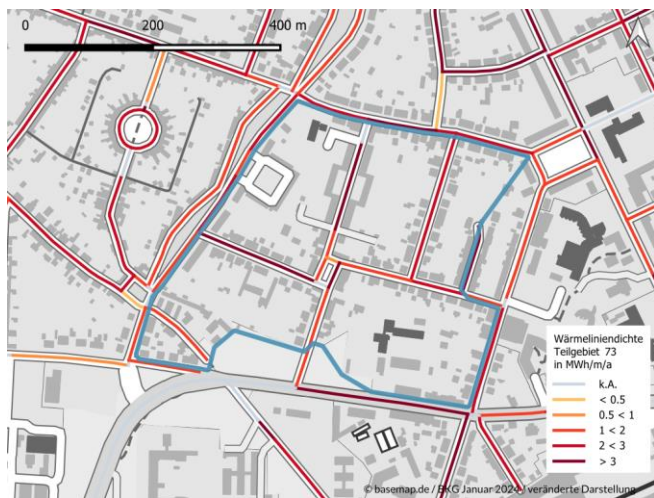 0 200 400 m
Wärmeliniendichte
Teilgebiet 73
in MWh/m/a
k.A.
< 0.5
0.5 < 1
1 < 2
2 < 3
> 3
© basemap.de / BKG Januar 2024 / veränderte Darstellung